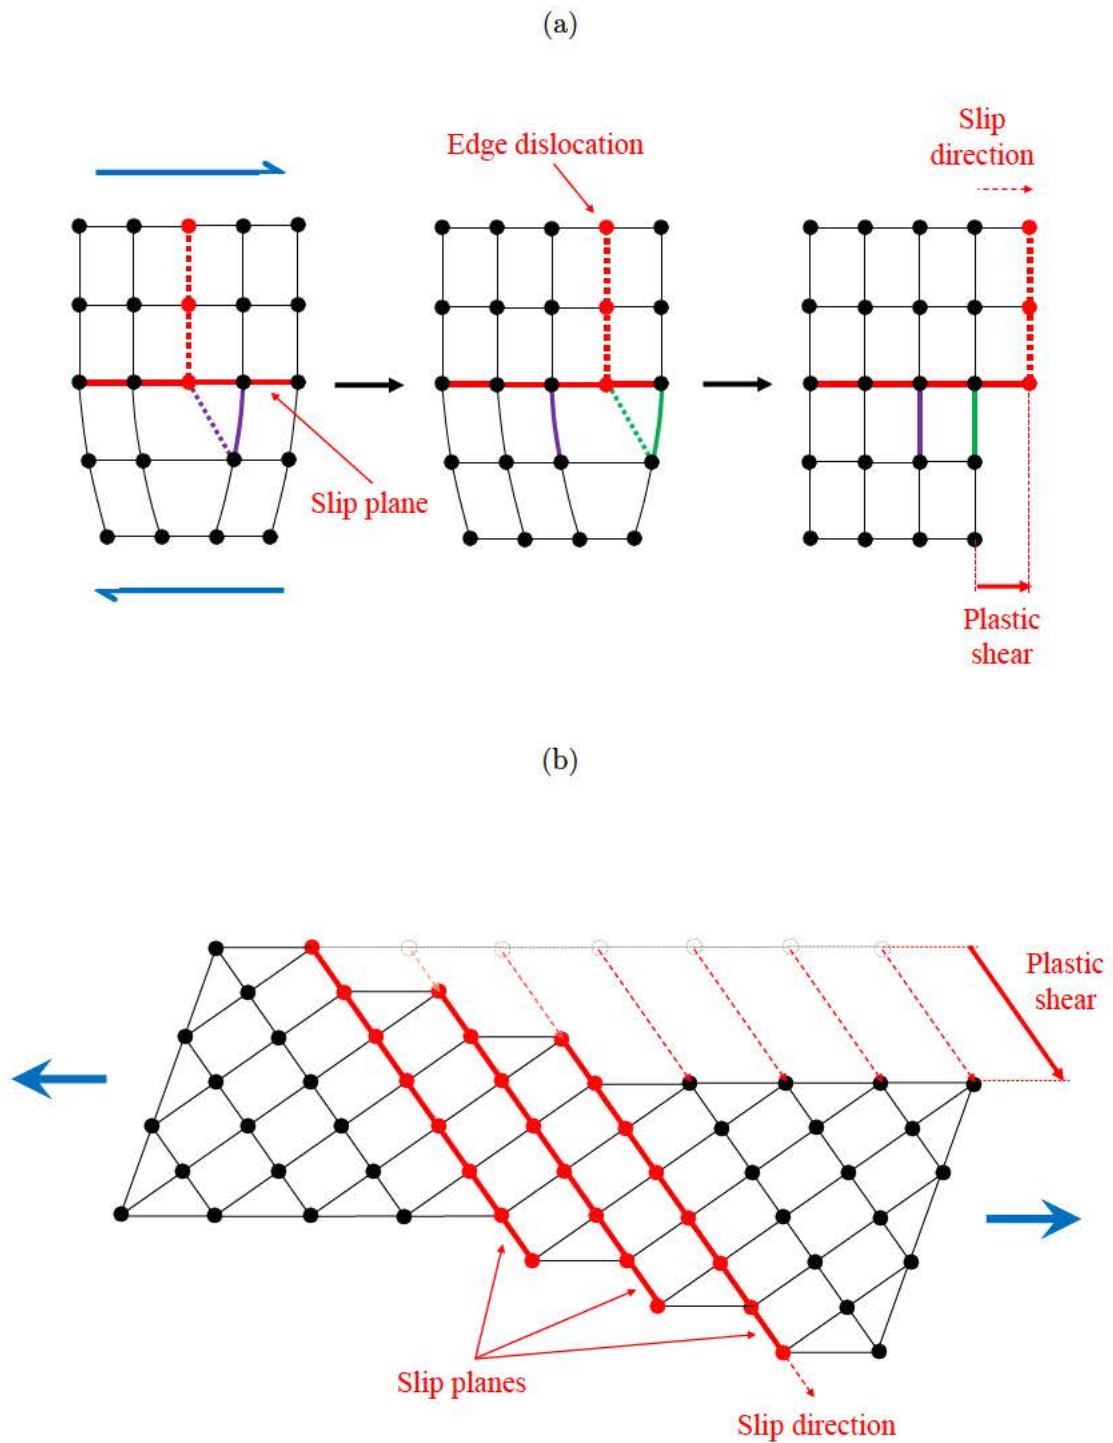 (a)
Slip
direction
Edge dislocation
Slip plane
Plastic
shear
(b)
Plastic
shear
Slip planes
Slip direction